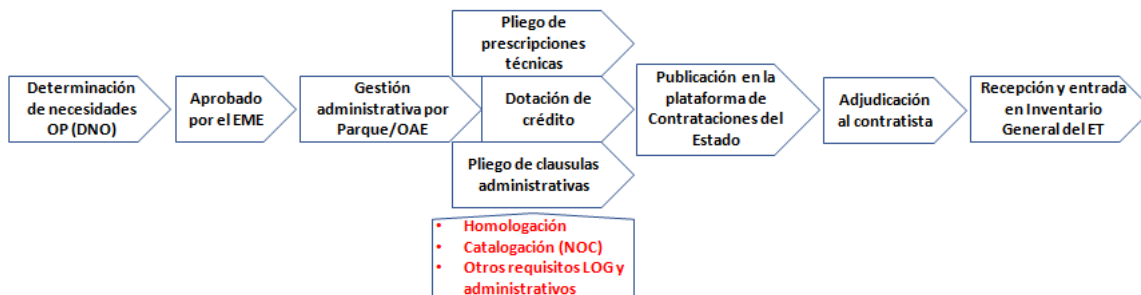 Determinación
de necesidades
OP (DNO)
Aprobado
por el EME
Gestión
administrativa por
Parque/OAE
Pliego de
prescripciones
técnicas
Dotación de
crédito
Pliego de clausulas
administrativas
• Homologación
• Catalogación (NOC)
• Otros requisitos LOG y
administrativos
Publicación en la
plataforma de
Contrataciones del
Estado
Adjudicación
al contratista
Recepción y entrada
en Inventario
General del ET